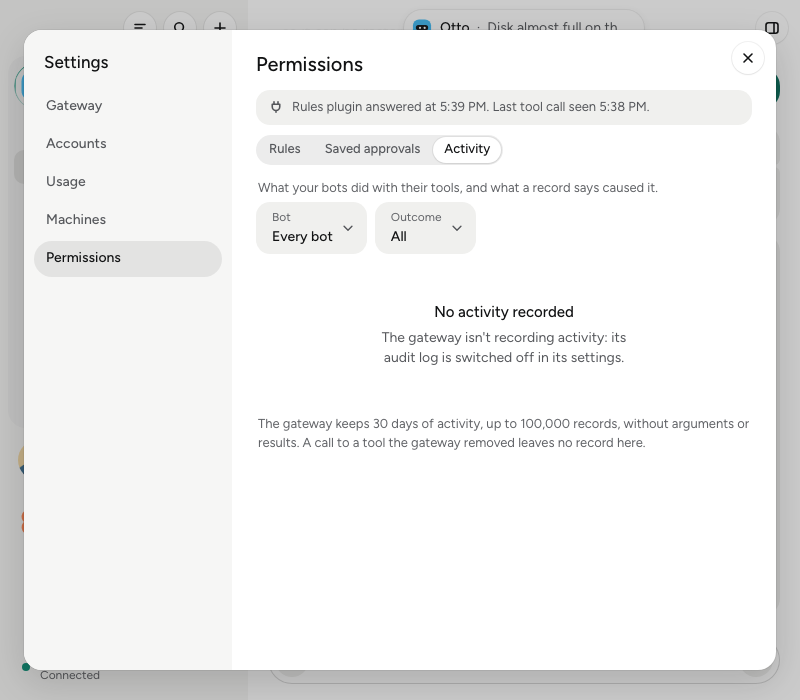 Otto · Disk almost full on th
Settings
Gateway
Accounts
Usage
Machines
Permissions
Permissions
Rules plugin answered at 5:39 PM. Last tool call seen 5:38 PM.
Rules
Saved approvals
Activity
What your bots did with their tools, and what a record says caused it.
Bot
Every bot
Outcome
All
No activity recorded
The gateway isn't recording activity: its
audit log is switched off in its settings.
The gateway keeps 30 days of activity, up to 100,000 records, without arguments or
results. A call to a tool the gateway removed leaves no record here.
Connected